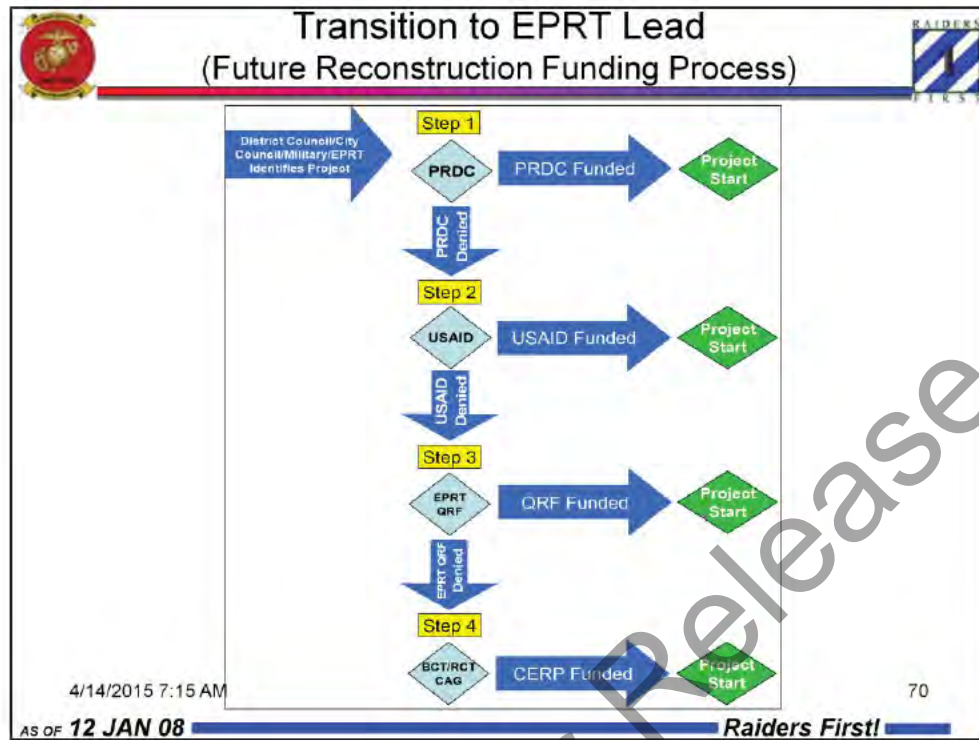 Transition to EPRT Lead
(Future Reconstruction Funding Process)
RAIDERS
FIRST
District Council/City
Council/Military/EPRT
Identifies Project
Step 1
PRDC
PRDC Funded
Project
Start
PRDC
Denied
Step 2
USAID
USAID Funded
Project
Start
USAID
Denied
Step 3
EPRT
QRF
QRF Funded
Project
Start
EPRT QRF
Denied
Step 4
BCT/RCT
CAG
CERP Funded
Project
Start
4/14/2015 7:15 AM
70
AS OF 12 JAN 08
Raiders First!
Release